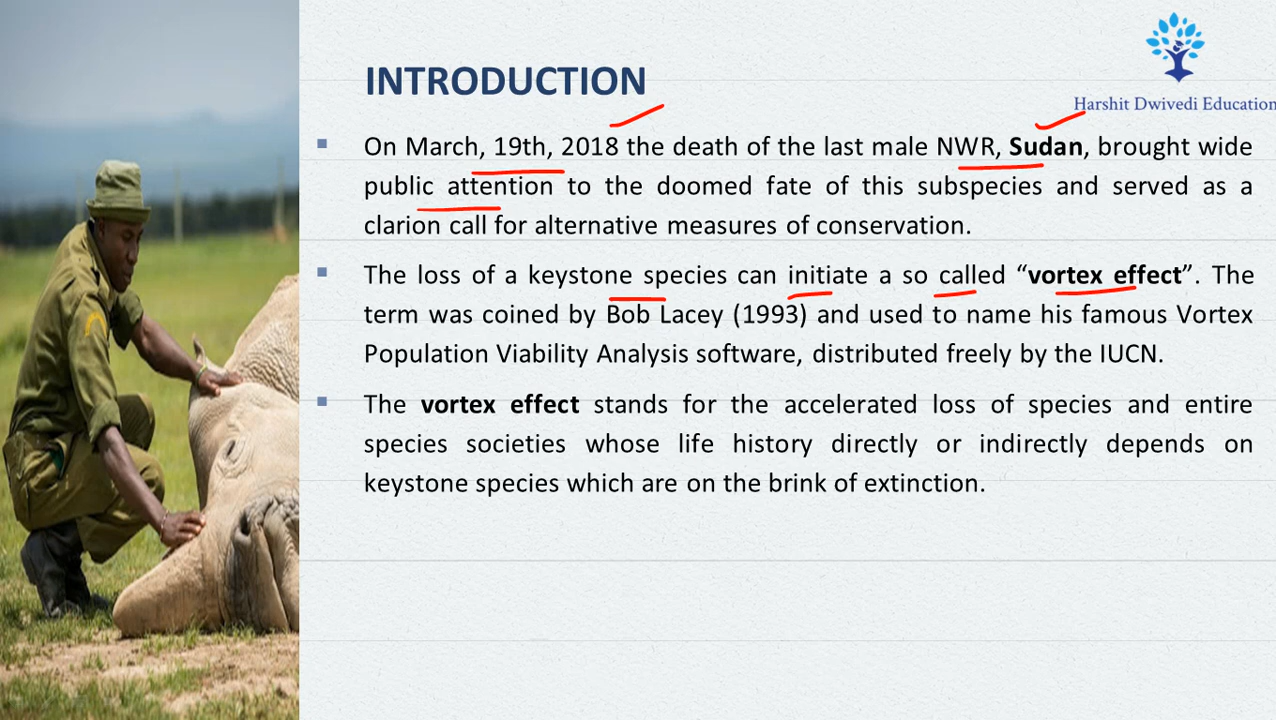 Harshit Dwivedi Education
INTRODUCTION
On March, 19th, 2018 the death of the last male NWR, Sudan, brought wide
public attention to the doomed fate of this subspecies and served as a
clarion call for alternative measures of conservation.
The loss of a keystone species can initiate a so called “vortex effect”. The
term was coined by Bob Lacey (1993) and used to name his famous Vortex
Population Viability Analysis software, distributed freely by the IUCN.
The vortex effect stands for the accelerated loss of species and entire
species societies whose life history directly or indirectly depends on
keystone species which are on the brink of extinction.